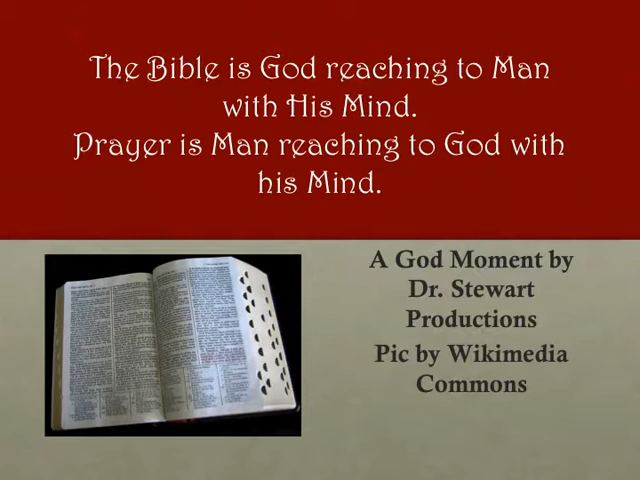 The Bible is God reaching to Man
with His Mind.
Prayer is Man reaching to God with
his Mind.
A God Moment by
Dr. Stewart
Productions
Pic by Wikimedia
Commons